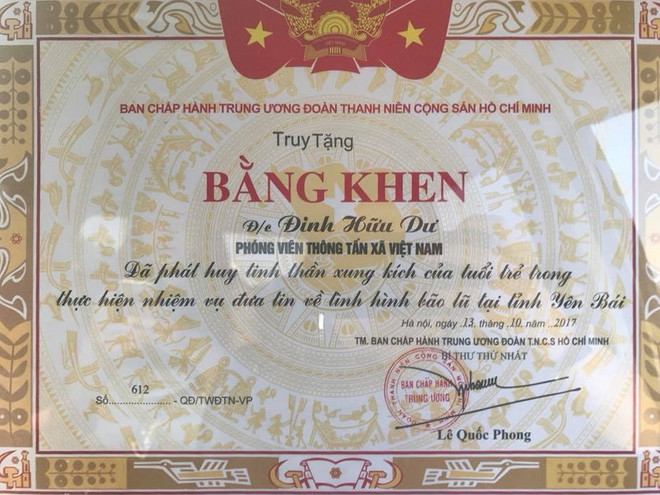 BAN CHẤP HÀNH TRUNG ƯƠNG ĐOÀN THANH NIÊN CỘNG SẢN HỒ CHÍ MINH
Truy Tặng
BẰNG KHEN
Đ/c Đinh Hữu Dư
PHÓNG VIÊN THÔNG TẤN XÃ VIỆT NAM
Đã phát huy tinh thần xung kích của tuổi trẻ trong
thực hiện nhiệm vụ đưa tin về tình hình bão lũ tại tỉnh Yên Bái
Hà nội, ngày .13. tháng .10. năm ..2017
TM. BAN CHẤP HÀNH TRUNG ƯƠNG ĐOÀN T.N.C.S HỒ CHÍ MINH
BÍ THƯ THỨ NHẤT
BAN CHẤP HÀNH
TRUNG ƯƠNG
612
Số................ - QĐ/TWĐTN-VP
Lê Quốc Phong